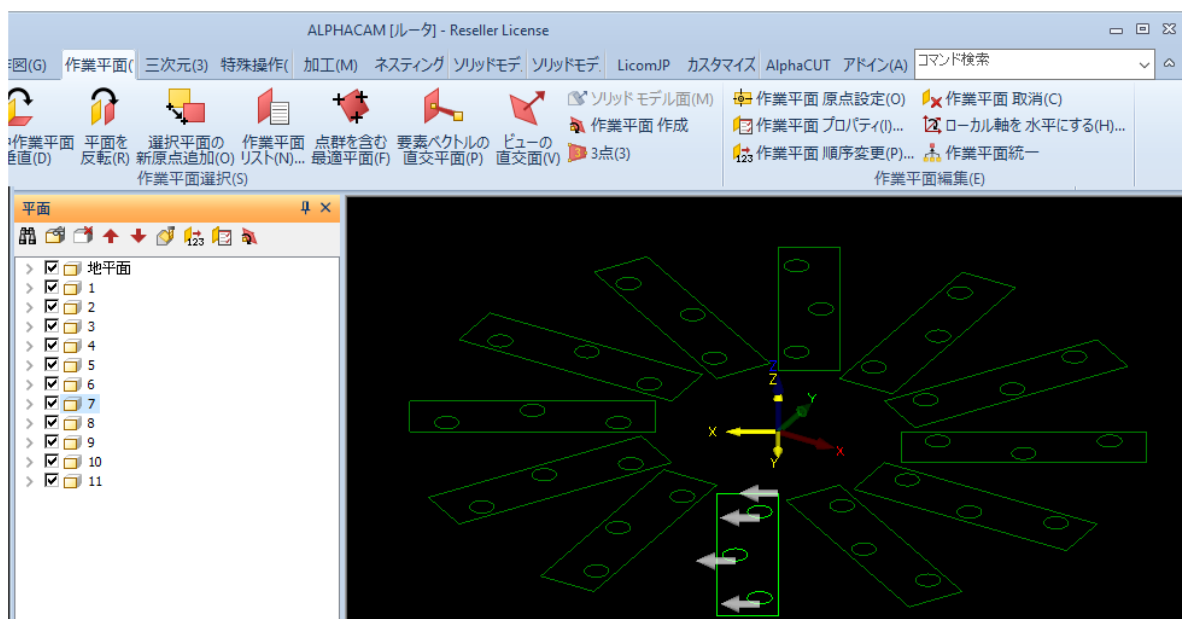 ALPHACAM [ルータ] - Reseller License
図(G) 作業平面( 三次元(3) 特殊操作( 加工(M) ネスティング ソリッドモデ. ソリッドモデ. LicomJP カスタマイズ AlphaCUT アドイン(A) コマンド検索
作業平面 垂直(D)
平面を 反転(R)
選択平面の 新原点追加(O)
作業平面 リスト(N)...
点群を含む 最適平面(F)
要素ベクトルの 直交平面(P)
ビューの 直交面(V)
ソリッド モデル面(M)
作業平面 作成
3点(3)
作業平面選択(S)
作業平面 原点設定(O)
作業平面 プロパティ(I)...
作業平面 順序変更(P)...
作業平面 取消(C)
ローカル軸を 水平にする(H)...
作業平面統一
作業平面編集(E)
平面
地平面
1
2
3
4
5
6
7
8
9
10
11
Z
Z
Y
X
X
Y